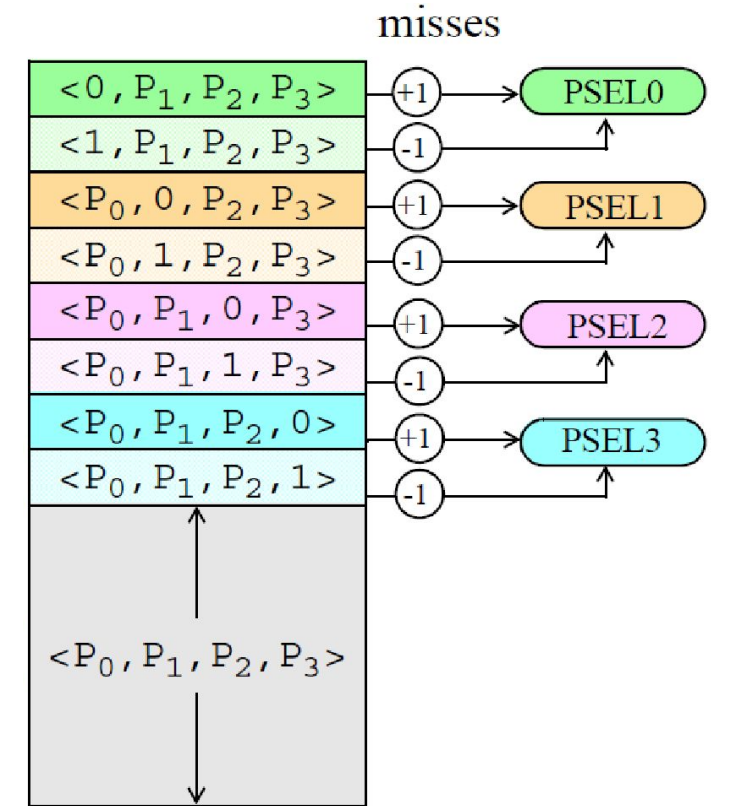 misses
<0,P₁,P₂,P₃> +1 PSEL0
<1,P₁,P₂,P₃> -1
<P₀,0,P₂,P₃> +1 PSEL1
<P₀,1,P₂,P₃> -1
<P₀,P₁,0,P₃> +1 PSEL2
<P₀,P₁,1,P₃> -1
<P₀,P₁,P₂,0> +1 PSEL3
<P₀,P₁,P₂,1> -1
<P₀,P₁,P₂,P₃>